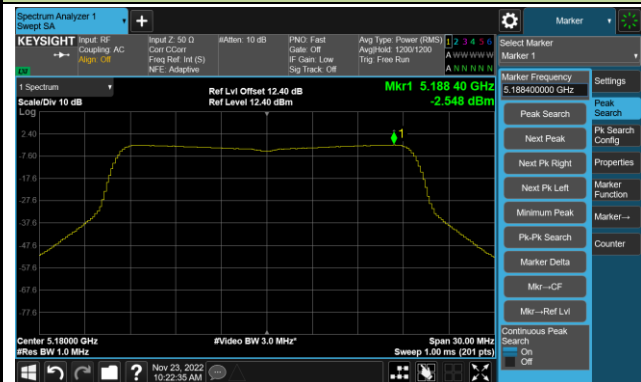 Spectrum Analyzer 1
Swept SA
Marker
KEYSIGHT
Input: RF
Coupling: AC
Align: Off
Input Z: 50 Ω
Corr CCorr
Freq Ref: Int (S)
NFE: Adaptive
#Atten: 10 dB
PNO: Fast
Gate: Off
IF Gain: Low
Sig Track: Off
Avg Type: Power (RMS)
Avg|Hold: 1200/1200
Trig: Free Run
1 2 3 4 5 6
A W W W W W
A N N N N N
LXI
Select Marker
Marker 1
1 Spectrum
Scale/Div 10 dB
Log
Ref Lvl Offset 12.40 dB
Ref Level 12.40 dBm
Mkr1 5.188 40 GHz
-2.548 dBm
1
2.40
-7.60
-17.6
-27.6
-37.6
-47.6
-57.6
-67.6
-77.6
Center 5.18000 GHz
#Res BW 1.0 MHz
#Video BW 3.0 MHz*
Span 30.00 MHz
Sweep 1.00 ms (201 pts)
Marker Frequency
5.188400000 GHz
Peak Search
Next Peak
Next Pk Right
Next Pk Left
Minimum Peak
Pk-Pk Search
Marker Delta
Mkr→CF
Mkr→Ref Lvl
Continuous Peak
Search
On
Off
Settings
Peak
Search
Pk Search
Config
Properties
Marker
Function
Marker→
Counter
Nov 23, 2022
10:22:35 AM